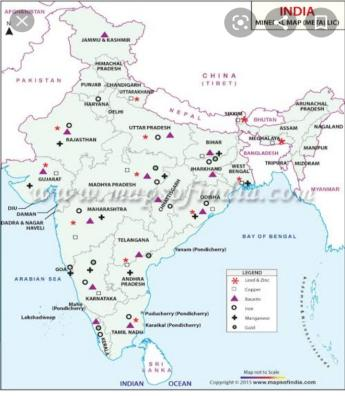 INDIA
MINE MAP (METALLIC)
AFGHANISTAN
N
JAMMU & KASHMIR
HIMACHAL
PRADESH
CHINA
(TIBET)
PAKISTAN
PUNJAB
CHANDIGARH
UTTARAKHAND
HARYANA
DELHI
NEPAL
ARUNACHAL
PRADESH
SIKKIM
BHUTAN
ASSAM
NAGALAND
RAJASTHAN
UTTAR PRADESH
BIHAR
MEGHALAYA
MANIPUR
BANGLADESH
TRIPURA
MIZORAM
GUJARAT
MADHYA PRADESH
JHARKHAND
WEST
BENGAL
MYANMAR
www.mapsofindia.com
CHHATTISGARH
DIU
DAMAN
DADRA & NAGAR
HAVELI
MAHARASHTRA
ODISHA
TELANGANA
BAY OF BENGAL
Yanam (Pondicherry)
ARABIAN SEA
GOA
ANDHRA
PRADESH
KARNATAKA
Mahe
(Pondicherry)
Lakshadweep
Puducherry (Pondicherry)
Karaikal (Pondicherry)
TAMIL NADU
KERALA
SRI
LANKA
LEGEND
Lead & Zinc
Copper
Bauxite
Iron
Manganese
Gold
Map not to Scale
Copyright © 2015 www.mapsofindia.com
INDIAN OCEAN